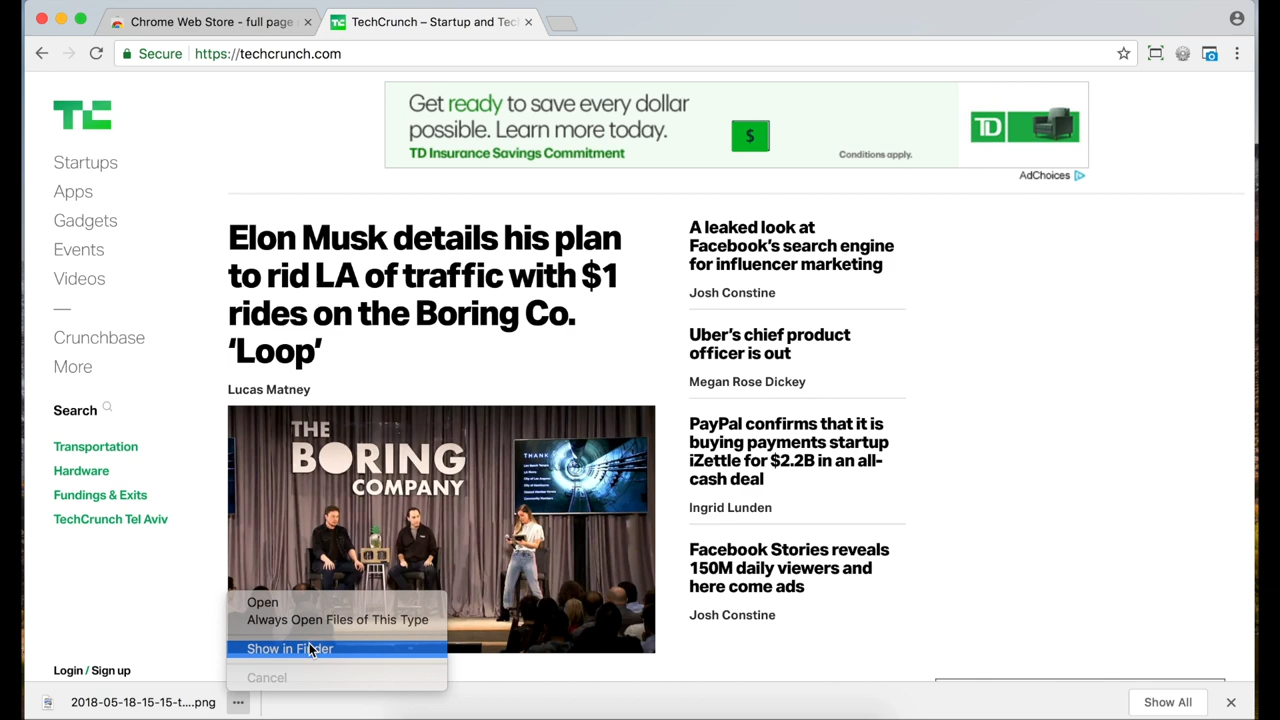 Chrome Web Store - full page
TechCrunch – Startup and Tec
Secure
https://techcrunch.com
TC
Startups
Apps
Gadgets
Events
Videos
Crunchbase
More
Search
Transportation
Hardware
Fundings & Exits
TechCrunch Tel Aviv
Login / Sign up
Get ready to save every dollar
possible. Learn more today.
TD Insurance Savings Commitment
$
Conditions apply.
TD
AdChoices
Elon Musk details his plan
to rid LA of traffic with $1
rides on the Boring Co.
‘Loop’
Lucas Matney
THE
BORING
COMPANY
THANK
A leaked look at
Facebook’s search engine
for influencer marketing
Josh Constine
Uber’s chief product
officer is out
Megan Rose Dickey
PayPal confirms that it is
buying payments startup
iZettle for $2.2B in an all-
cash deal
Ingrid Lunden
Facebook Stories reveals
150M daily viewers and
here come ads
Josh Constine
Open
Always Open Files of This Type
Show in Finder
Cancel
2018-05-18-15-15-t....png
Show All